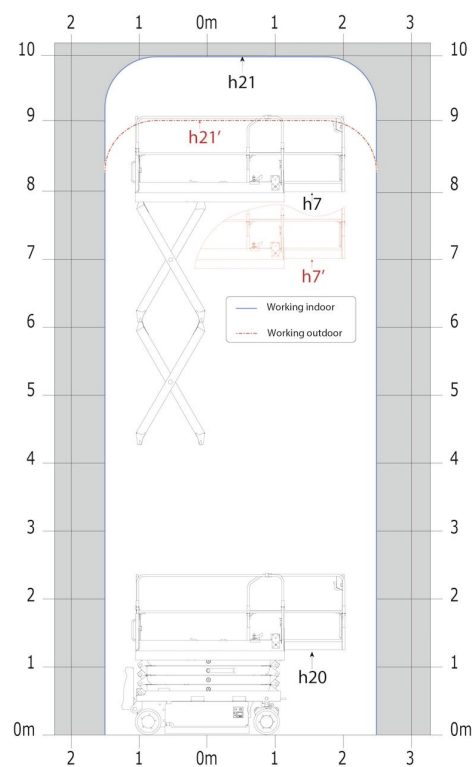 2 1 0m 1 2 3
10 10
h21
9 9
h21'
8 8
h7
7 7
h7'
Working indoor
6 6
Working outdoor
5 5
4 4
3 3
2 2
1 1
h20
0m 0m
2 1 0m 1 2 3